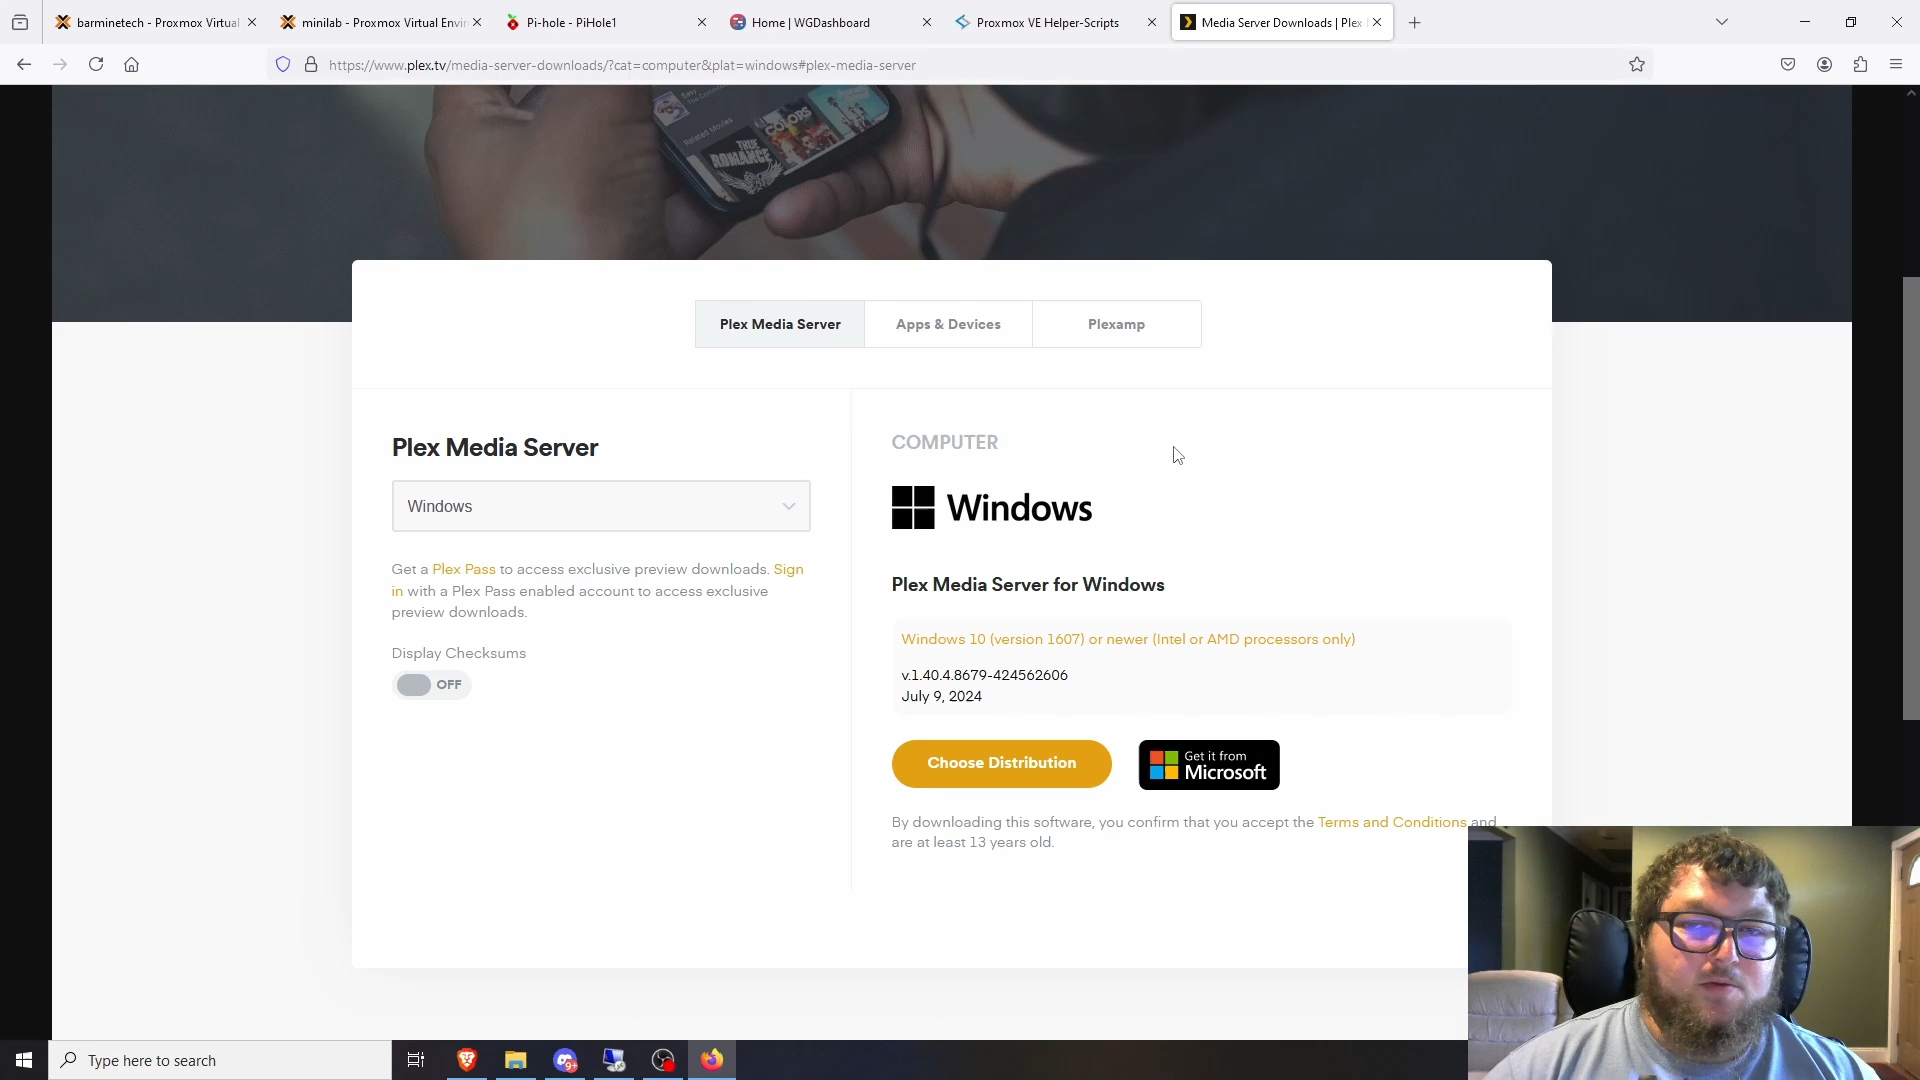 barminetech - Proxmox Virtual
minilab - Proxmox Virtual Envir
Pi-hole - PiHole1
Home | WGDashboard
Proxmox VE Helper-Scripts
Media Server Downloads | Plex
https://www.plex.tv/media-server-downloads/?cat=computer&plat=windows#plex-media-server
Related Movies
TRUE
ROMANCE
COLORS
Plex Media Server
Apps & Devices
Plexamp
Plex Media Server
Windows
Get a Plex Pass to access exclusive preview downloads. Sign
in with a Plex Pass enabled account to access exclusive
preview downloads.
Display Checksums
OFF
COMPUTER
Windows
Plex Media Server for Windows
Windows 10 (version 1607) or newer (Intel or AMD processors only)
v.1.40.4.8679-424562606
July 9, 2024
Choose Distribution
Get it from
Microsoft
By downloading this software, you confirm that you accept the Terms and Conditions and
are at least 13 years old.
Type here to search
9+